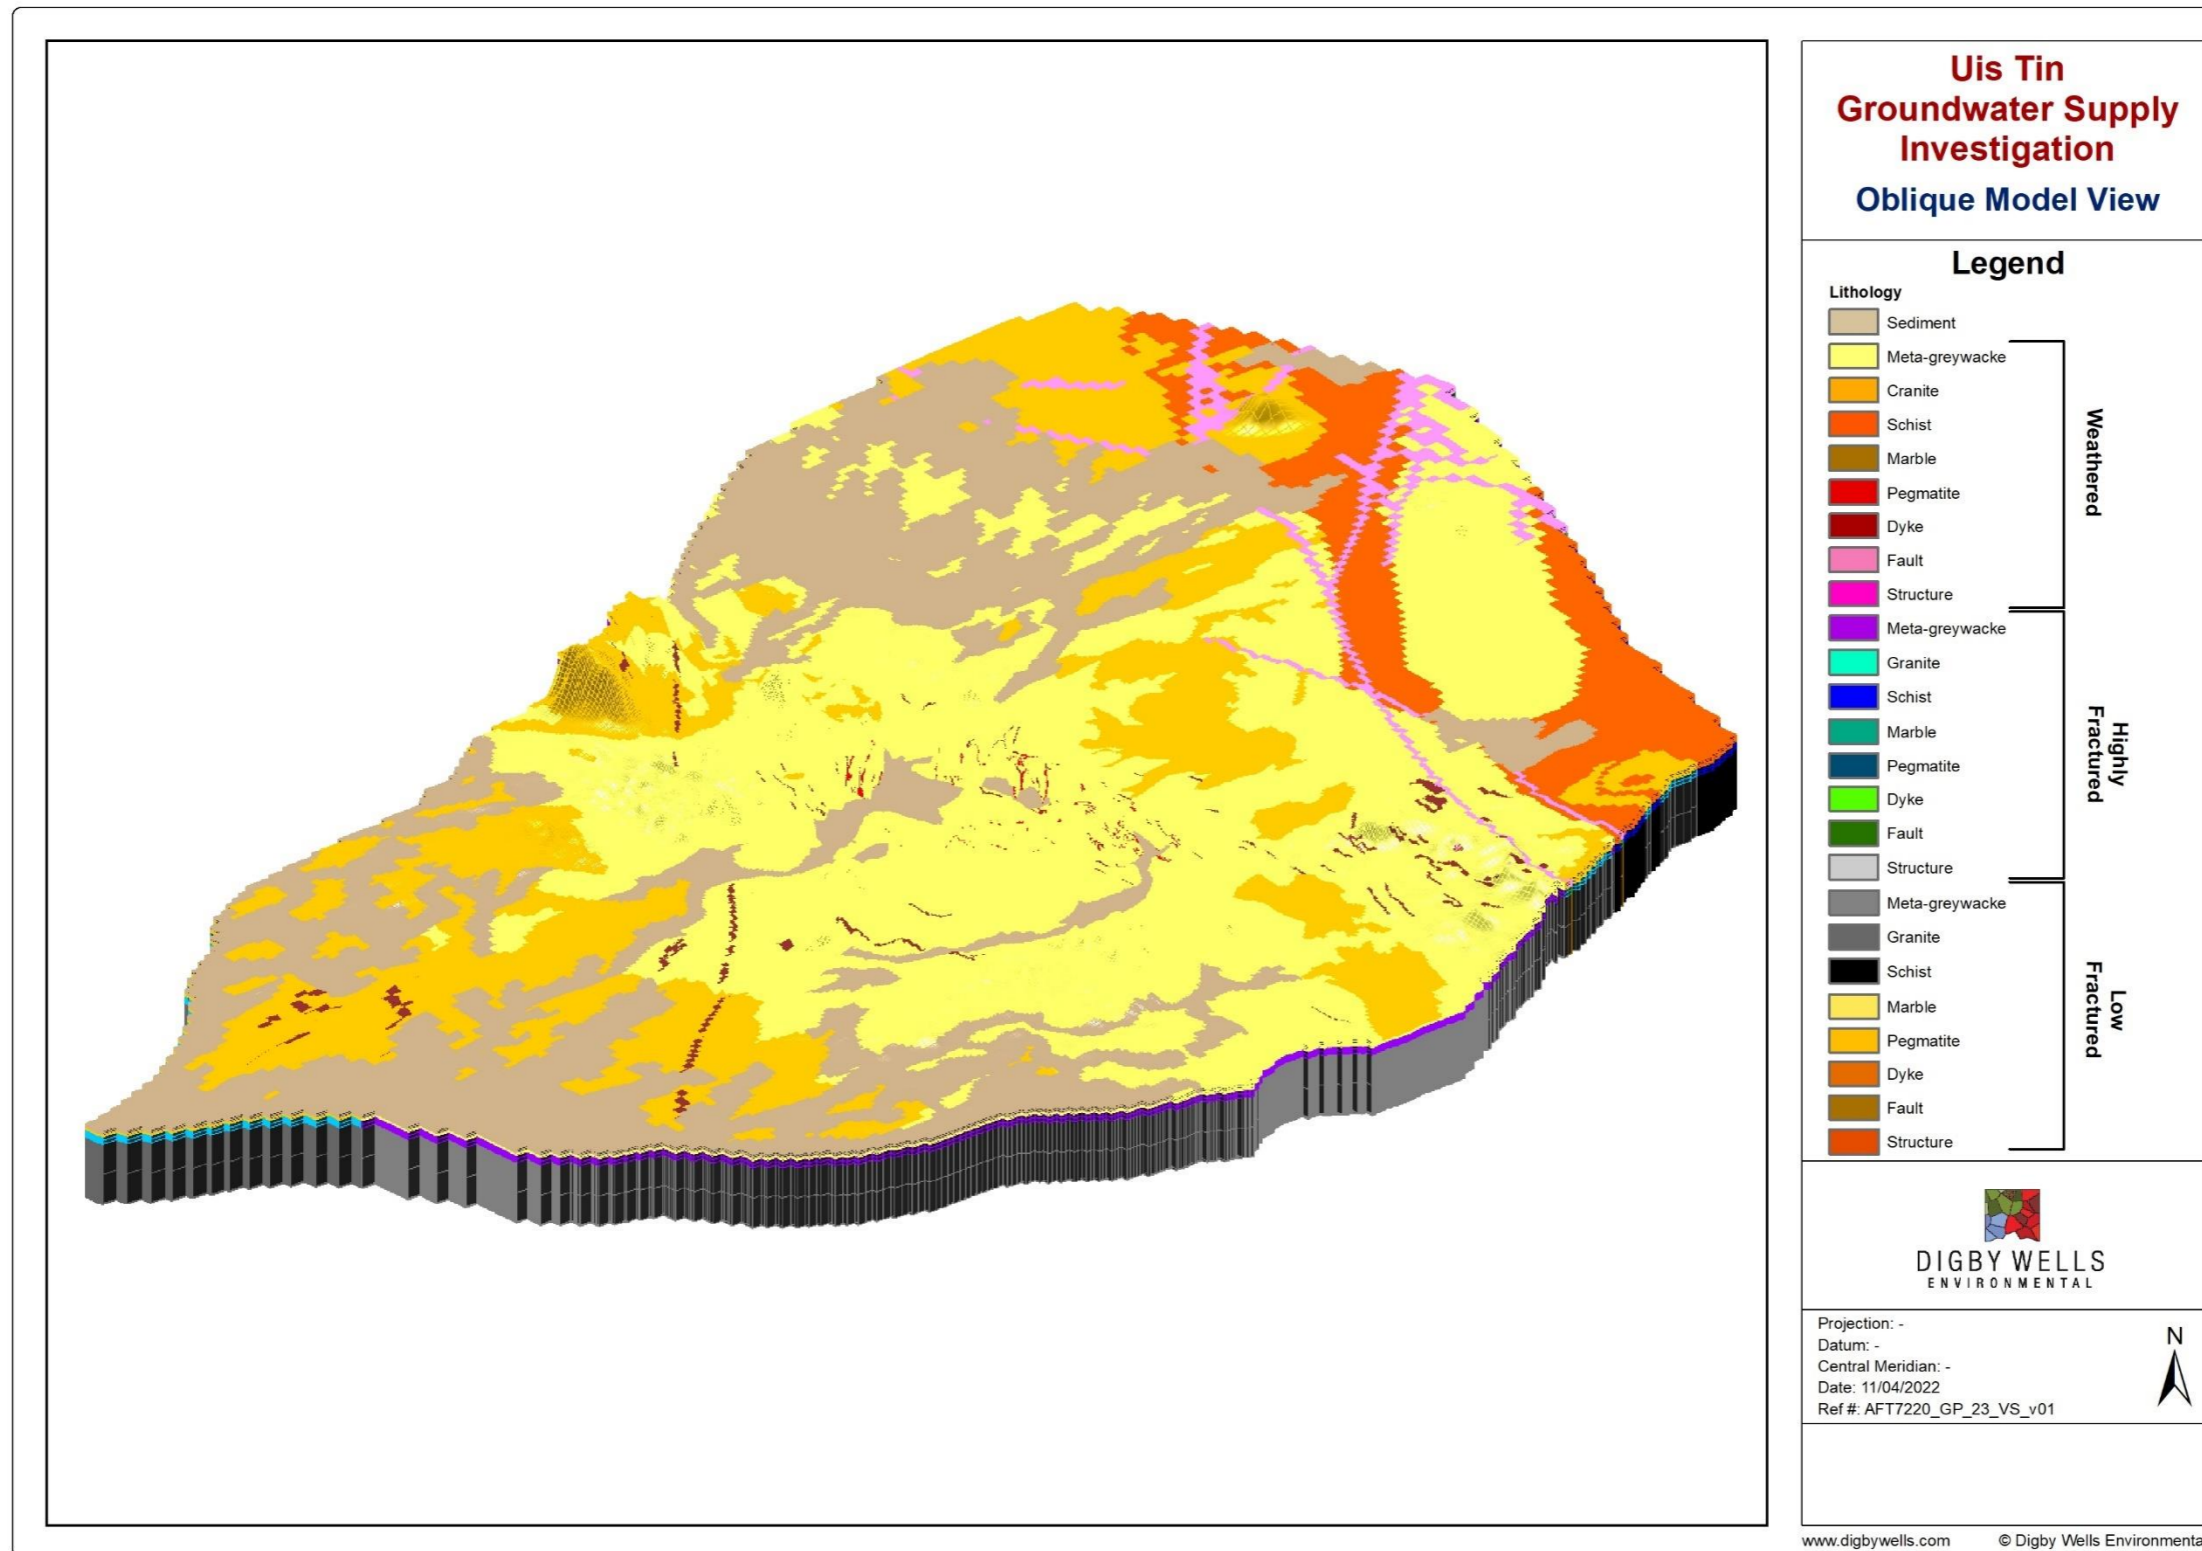 Uis Tin
Groundwater Supply
Investigation
Oblique Model View
Legend
Lithology
Sediment
Meta-greywacke
Cranite
Schist
Marble
Pegmatite
Dyke
Fault
Structure
Weathered
Meta-greywacke
Granite
Schist
Marble
Pegmatite
Dyke
Fault
Structure
Highly
Fractured
Meta-greywacke
Granite
Schist
Marble
Pegmatite
Dyke
Fault
Structure
Low
Fractured
DIGBY WELLS
ENVIRONMENTAL
Projection: -
Datum: -
Central Meridian: -
Date: 11/04/2022
Ref #: AFT7220_GP_23_VS_v01
N
www.digbywells.com © Digby Wells Environmenta